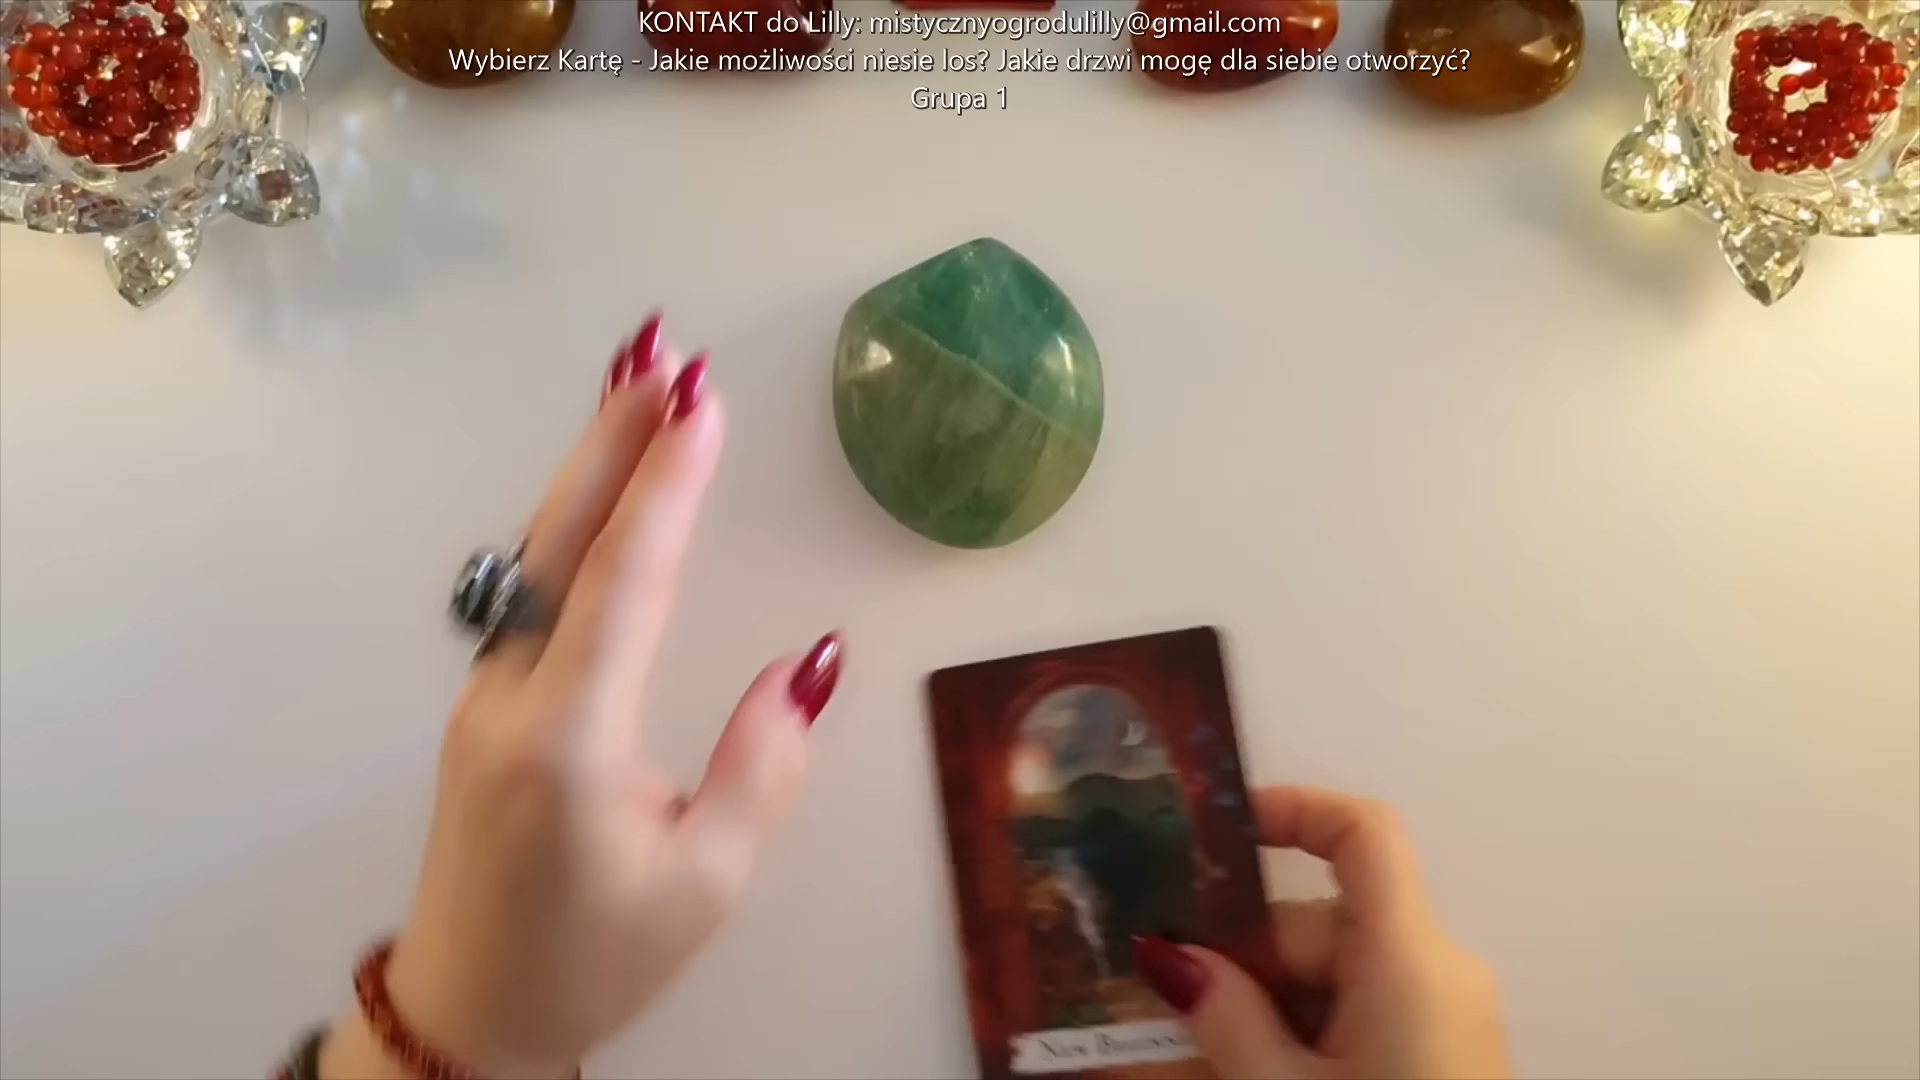 KONTAKT do Lilly: mistycznyogrodulilly@gmail.com
Wybierz Kartę - Jakie możliwości niesie los? Jakie drzwi mogę dla siebie otworzyć?
Grupa 1
New